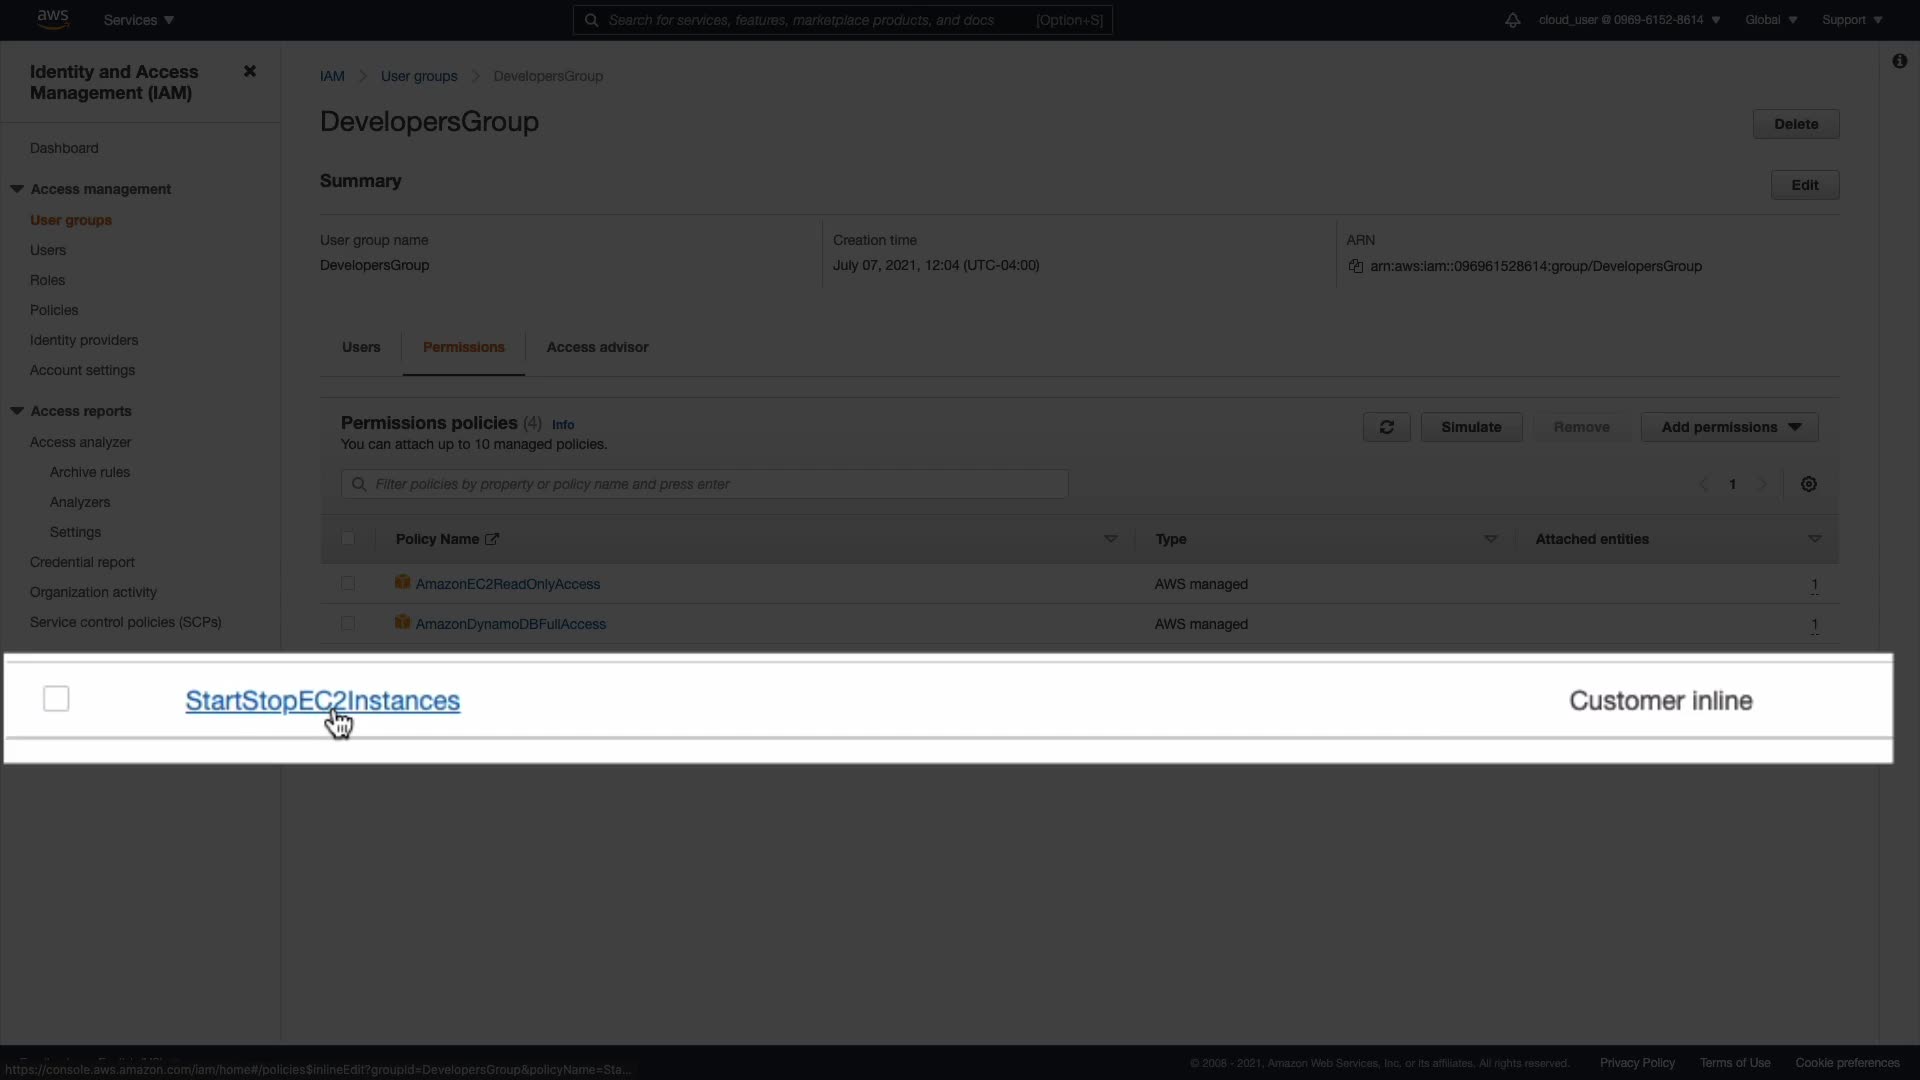 aws
Services
Search for services, features, marketplace products, and docs
[Option+S]
cloud_user @ 0969-6152-8614
Global
Support
Identity and Access
Management (IAM)
IAM
User groups
DevelopersGroup
DevelopersGroup
Delete
Dashboard
Summary
Edit
Access management
User groups
Users
Roles
Policies
Identity providers
Account settings
Access reports
Access analyzer
Archive rules
Analyzers
Settings
Credential report
Organization activity
Service control policies (SCPs)
User group name
DevelopersGroup
Creation time
July 07, 2021, 12:04 (UTC-04:00)
ARN
arn:aws:iam::096961528614:group/DevelopersGroup
Users
Permissions
Access advisor
Permissions policies (4) Info
You can attach up to 10 managed policies.
Simulate
Remove
Add permissions
Filter policies by property or policy name and press enter
1
Policy Name
Type
Attached entities
AmazonEC2ReadOnlyAccess
AWS managed
1
AmazonDynamoDBFullAccess
AWS managed
1
StartStopEC2Instances
Customer inline
https://console.aws.amazon.com/iam/home#/policies$inlineEdit?groupId=DevelopersGroup&policyName=Sta...
© 2008 - 2021, Amazon Web Services, Inc. or its affiliates. All rights reserved.
Privacy Policy
Terms of Use
Cookie preferences